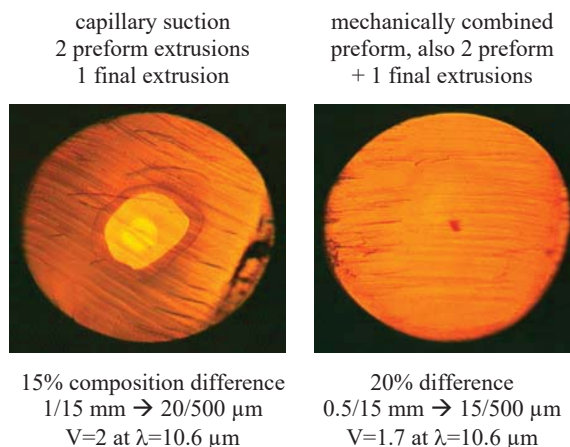 capillary suction
2 preform extrusions
1 final extrusion
mechanically combined
preform, also 2 preform
+ 1 final extrusions
15% composition difference
1/15 mm → 20/500 µm
V=2 at λ=10.6 µm
20% difference
0.5/15 mm → 15/500 µm
V=1.7 at λ=10.6 µm